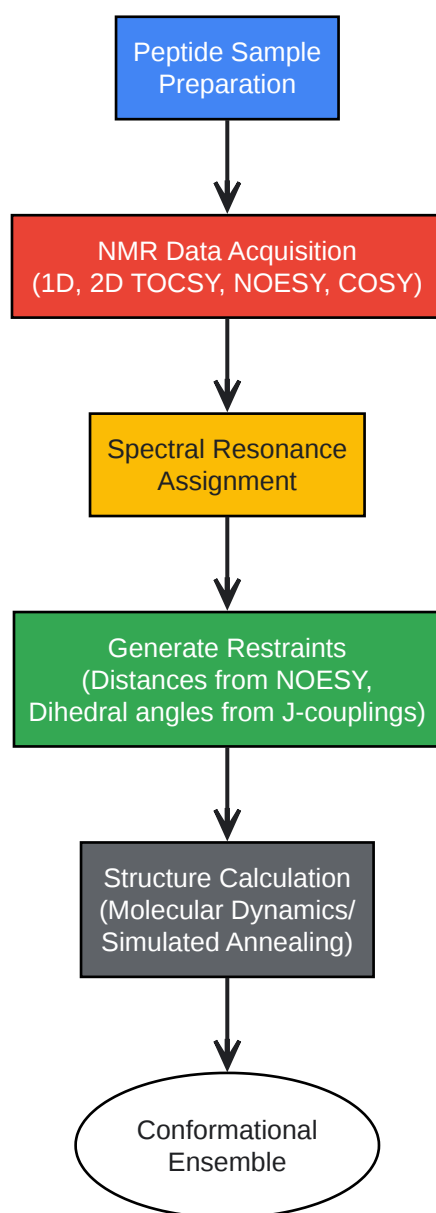 Peptide Sample
Preparation
NMR Data Acquisition
(1D, 2D TOCSY, NOESY, COSY)
Spectral Resonance
Assignment
Generate Restraints
(Distances from NOESY,
Dihedral angles from J-couplings)
Structure Calculation
(Molecular Dynamics/
Simulated Annealing)
Conformational
Ensemble